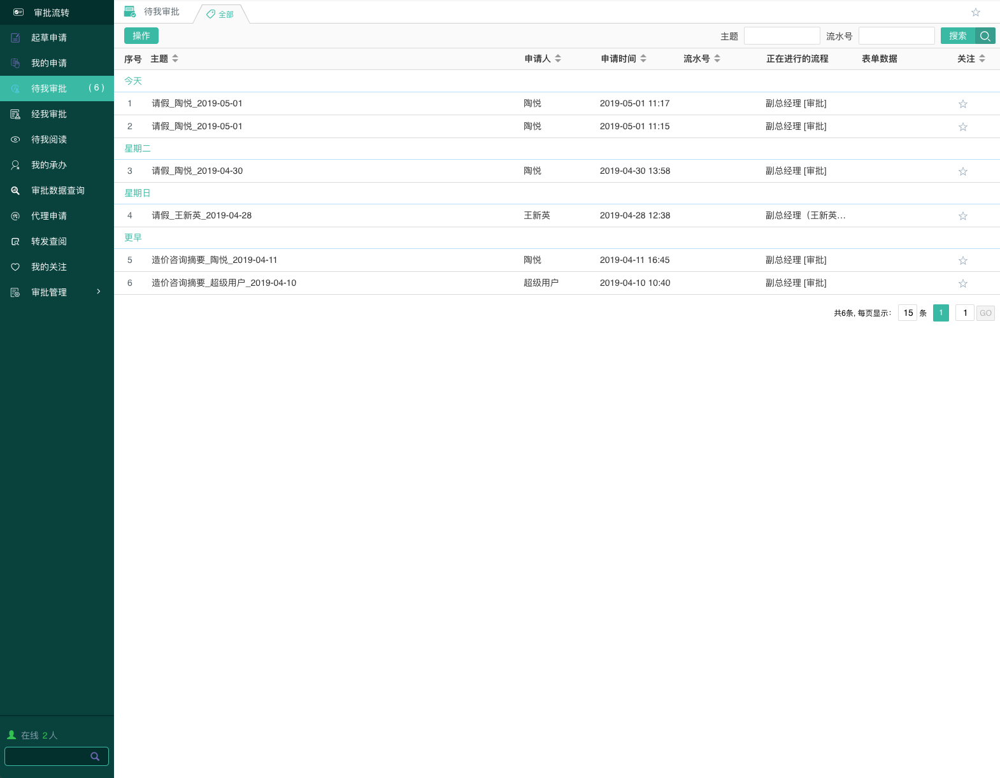 审批流转
起草申请
我的申请
待我审批 ( 6 )
经我审批
待我阅读
我的承办
审批数据查询
代理申请
转发查阅
我的关注
审批管理
在线 2人
待我审批 全部
操作 主题 流水号 搜索
序号 主题 申请人 申请时间 流水号 正在进行的流程 表单数据 关注
今天
1 请假_陶悦_2019-05-01 陶悦 2019-05-01 11:17 副总经理 [审批]
2 请假_陶悦_2019-05-01 陶悦 2019-05-01 11:15 副总经理 [审批]
星期二
3 请假_陶悦_2019-04-30 陶悦 2019-04-30 13:58 副总经理 [审批]
星期日
4 请假_王新英_2019-04-28 王新英 2019-04-28 12:38 副总经理（王新英...
更早
5 造价咨询摘要_陶悦_2019-04-11 陶悦 2019-04-11 16:45 副总经理 [审批]
6 造价咨询摘要_超级用户_2019-04-10 超级用户 2019-04-10 10:40 副总经理 [审批]
共6条, 每页显示： 15 条 1 1 GO